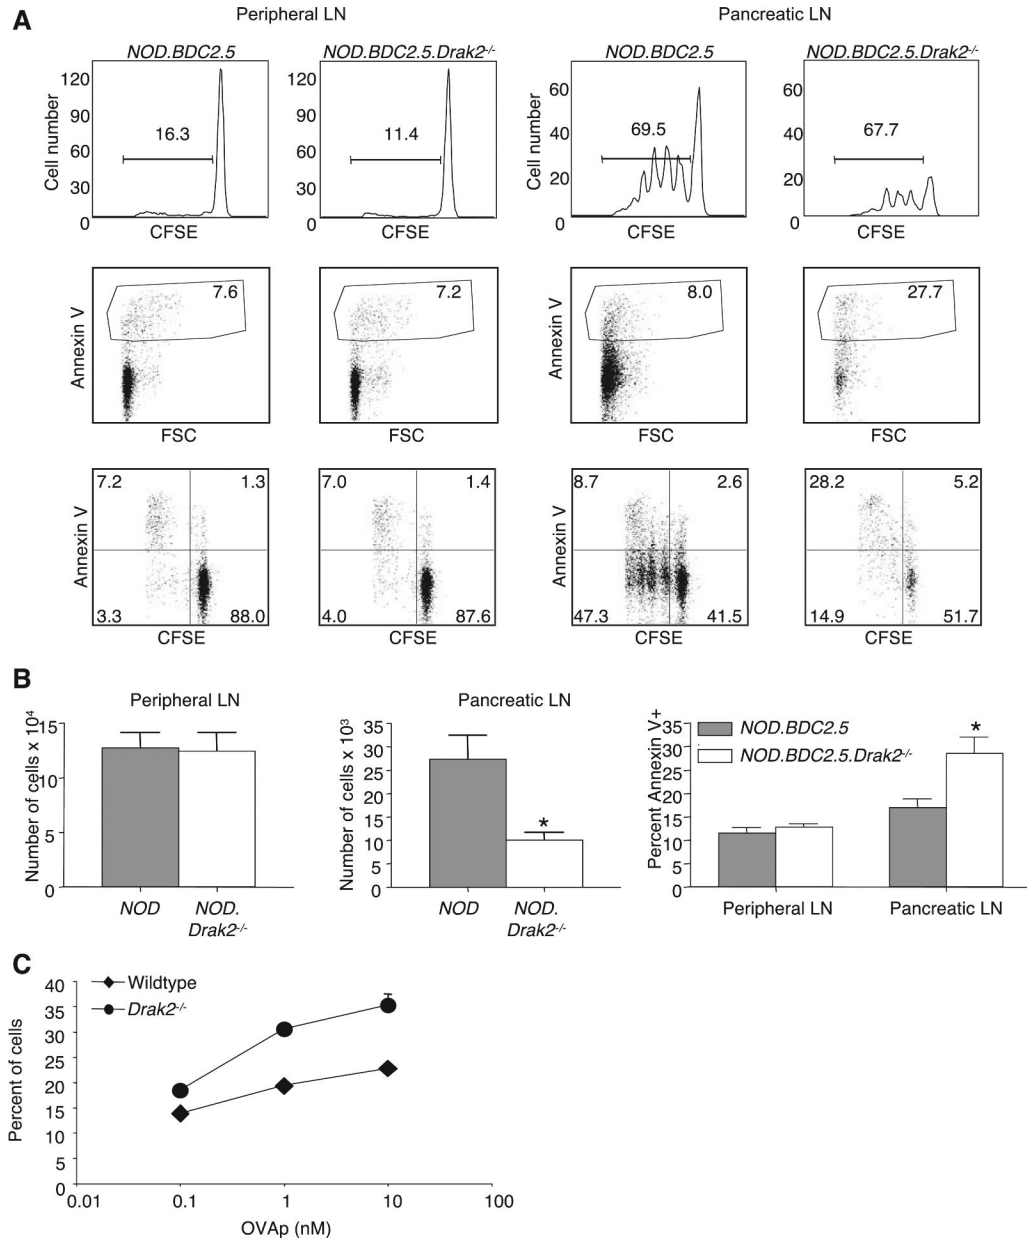 A
Peripheral LN
Pancreatic LN
NOD.BDC2.5
NOD.BDC2.5.Drak2-/-
NOD.BDC2.5
NOD.BDC2.5.Drak2-/-
Cell number
120
90
60
30
0
16.3
CFSE
120
90
60
30
0
11.4
CFSE
Cell number
60
40
20
0
69.5
CFSE
60
40
20
0
67.7
CFSE
Annexin V
7.6
FSC
7.2
FSC
Annexin V
8.0
FSC
27.7
FSC
Annexin V
7.2 1.3
3.3 88.0
CFSE
7.0 1.4
4.0 87.6
CFSE
Annexin V
8.7 2.6
47.3 41.5
CFSE
28.2 5.2
14.9 51.7
CFSE
B
Peripheral LN
Number of cells x 10⁴
15
10
5
0
NOD
NOD.
Drak2-/-
Pancreatic LN
Number of cells x 10³
35
30
25
20
15
10
5
0
*
NOD
NOD.
Drak2-/-
Percent Annexin V+
35
30
25
20
15
10
5
0
NOD.BDC2.5
NOD.BDC2.5.Drak2-/-
*
Peripheral LN
Pancreatic LN
C
Percent of cells
40
35
30
25
20
15
10
5
0
Wildtype
Drak2-/-
0.01
0.1
1
10
100
OVAp (nM)